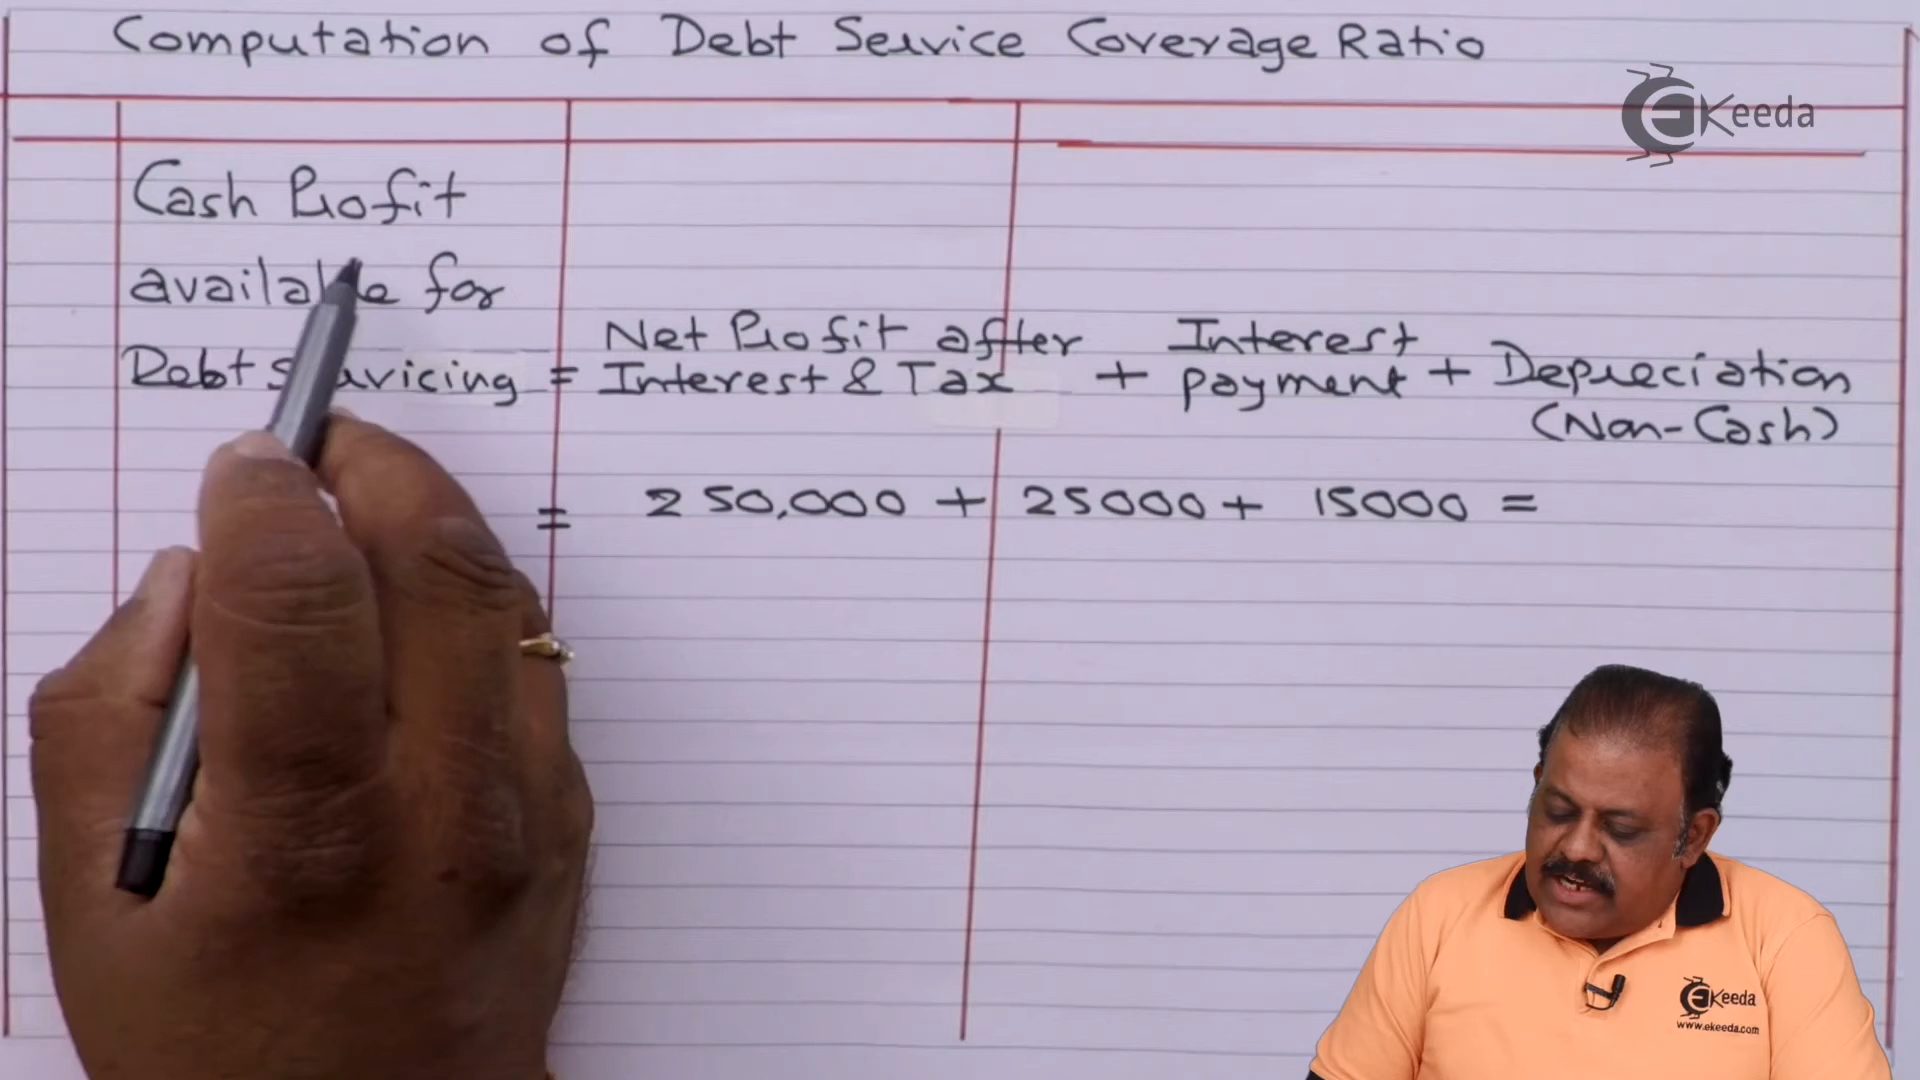 Computation of Debt Service Coverage Ratio
EKeeda
Cash Profit
available for
Net Profit after Interest
Debt Servicing = Interest & Tax + payment + Depreciation
(Non-Cash)
= 250,000 + 25000 + 15000 =
EKeeda
www.ekeeda.com